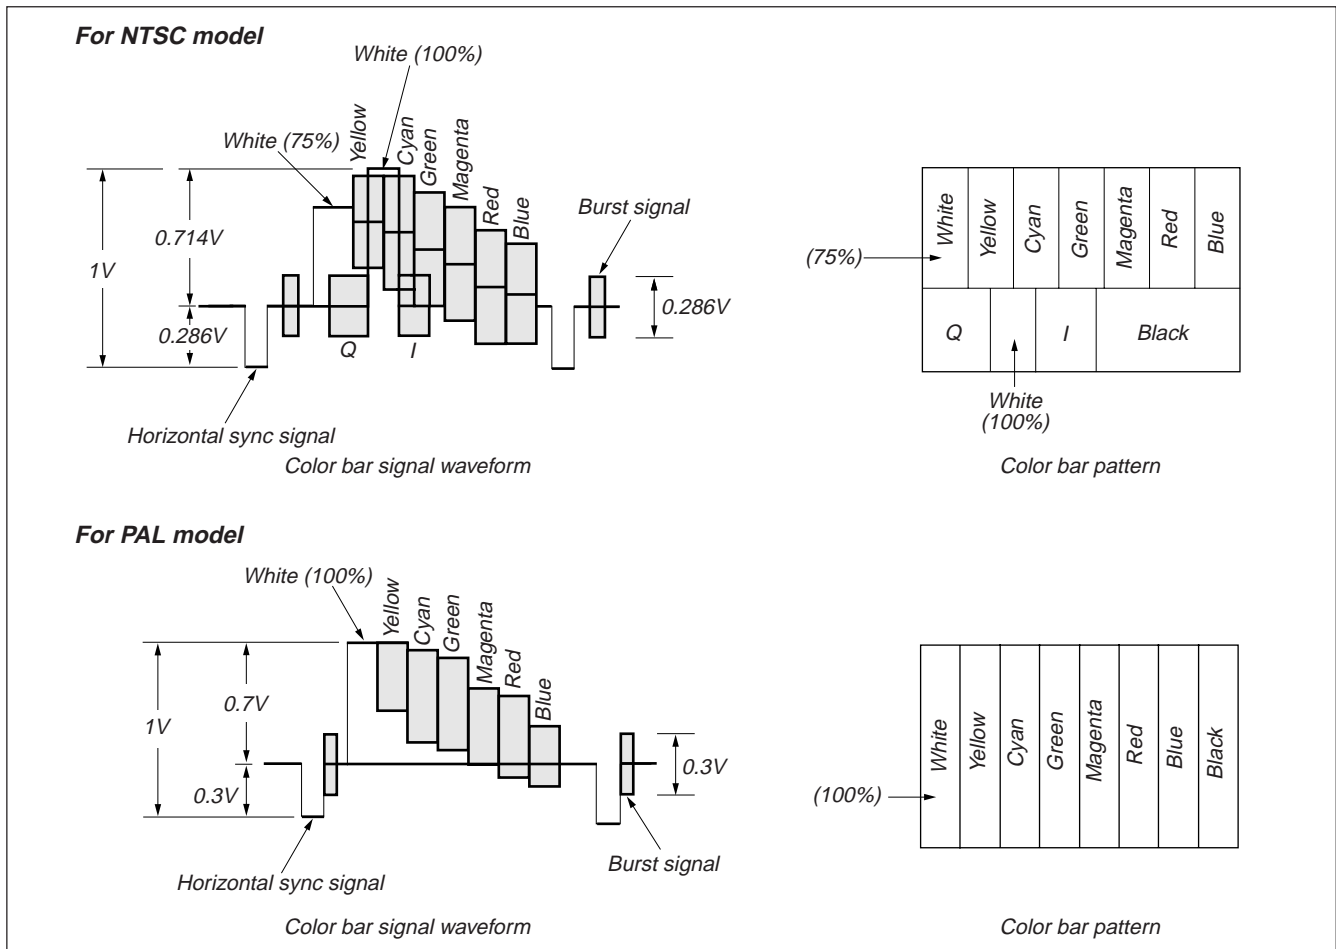 For NTSC model
White (100%)
White (75%)
Yellow
Cyan
Green
Magenta
Red
Blue
Burst signal
1V
0.714V
0.286V
0.286V
Q
I
Horizontal sync signal
Color bar signal waveform
(75%)
White
Yellow
Cyan
Green
Magenta
Red
Blue
Q
I
Black
White
(100%)
Color bar pattern
For PAL model
White (100%)
Yellow
Cyan
Green
Magenta
Red
Blue
1V
0.7V
0.3V
0.3V
Burst signal
Horizontal sync signal
Color bar signal waveform
(100%)
White
Yellow
Cyan
Green
Magenta
Red
Blue
Black
Color bar pattern